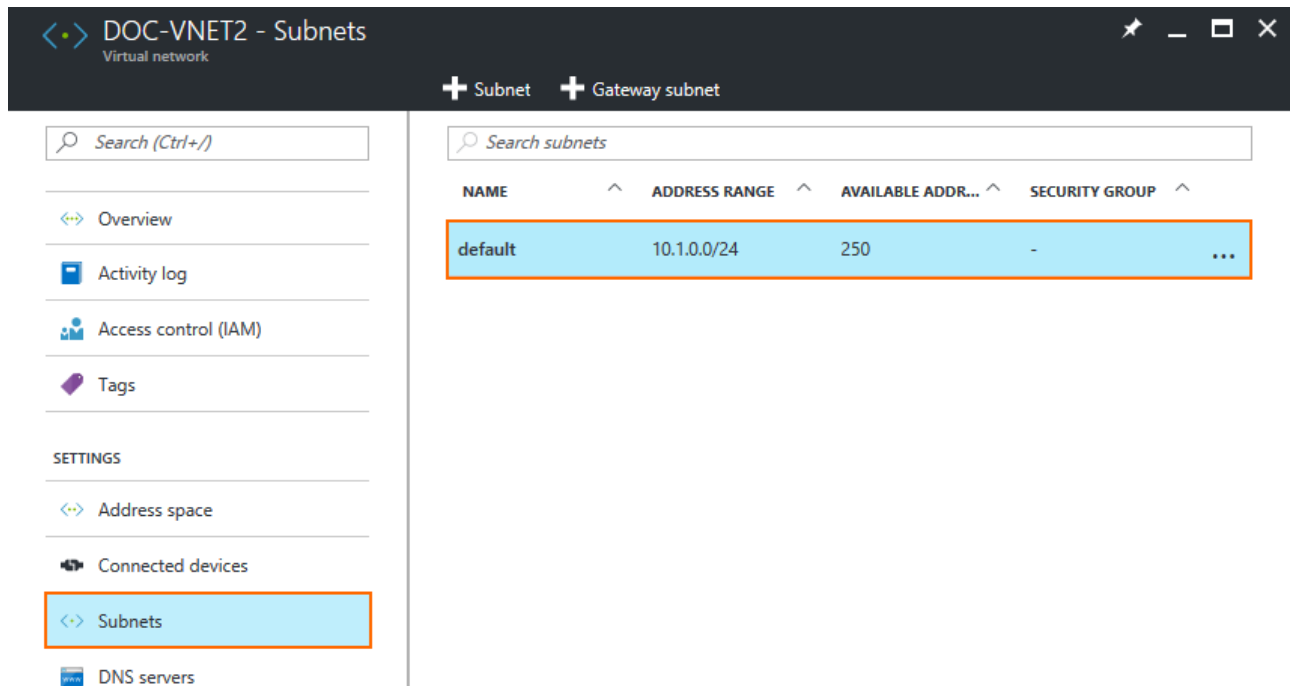 DOC-VNET2 - Subnets
Virtual network
Subnet Gateway subnet
Search (Ctrl+/)
Overview
Activity log
Access control (IAM)
Tags
SETTINGS
Address space
Connected devices
Subnets
DNS servers
Search subnets
NAME ADDRESS RANGE AVAILABLE ADDR... SECURITY GROUP
default 10.1.0.0/24 250 - ...